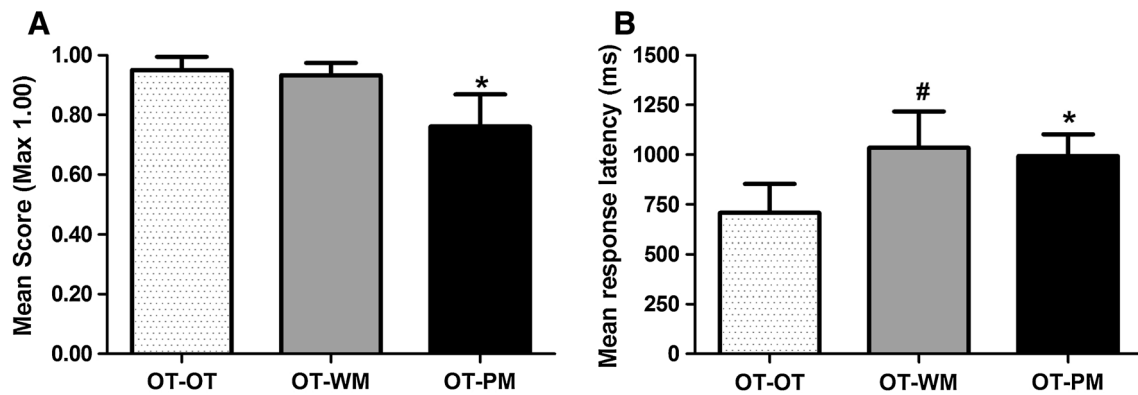 A
Mean Score (Max 1.00)
1.00
0.80
0.60
0.40
0.20
0.00
*
OT-OT OT-WM OT-PM
B
Mean response latency (ms)
1500
1250
1000
750
500
250
0
# *
OT-OT OT-WM OT-PM